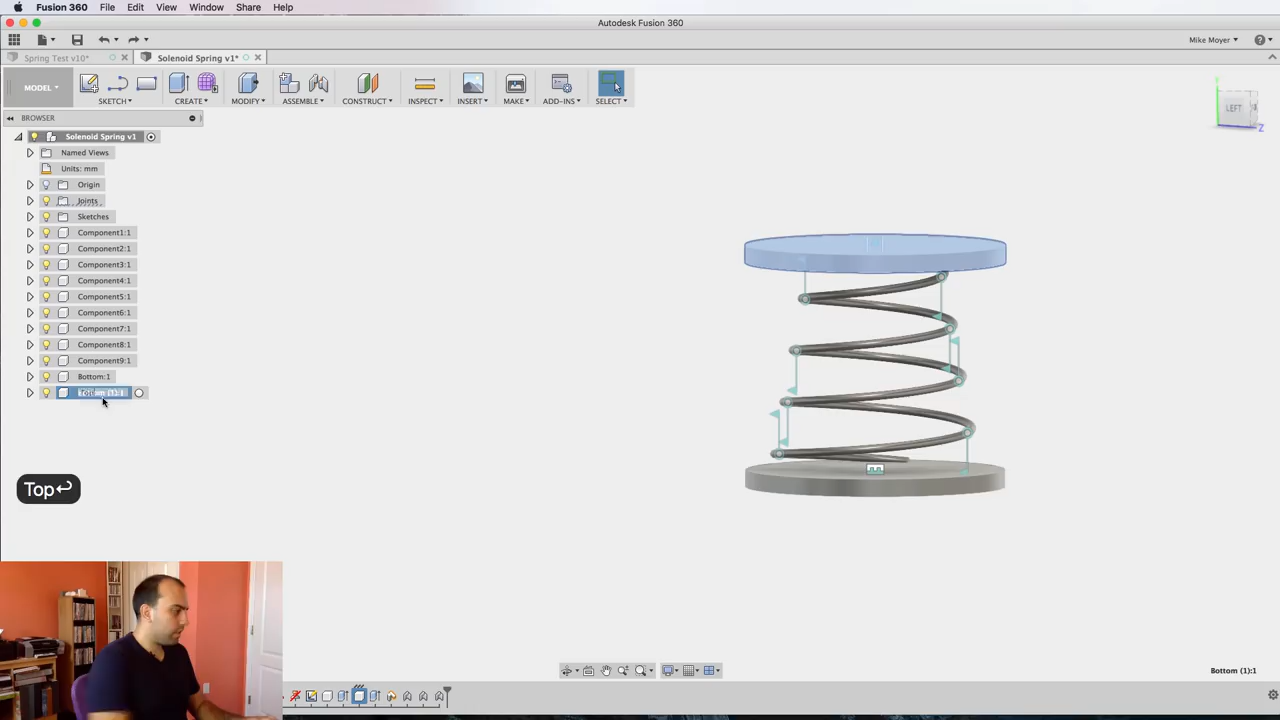 Fusion 360 File Edit View Window Share Help
Autodesk Fusion 360
Mike Moyer
Spring Test v10*
Solenoid Spring v1*
MODEL
SKETCH
CREATE
MODIFY
ASSEMBLE
CONSTRUCT
INSPECT
INSERT
MAKE
ADD-INS
SELECT
LEFT
Z
BROWSER
Solenoid Spring v1
Named Views
Units: mm
Origin
Joints
Sketches
Component1:1
Component2:1
Component3:1
Component4:1
Component5:1
Component6:1
Component7:1
Component8:1
Component9:1
Bottom:1
Top↩
Bottom (1):1